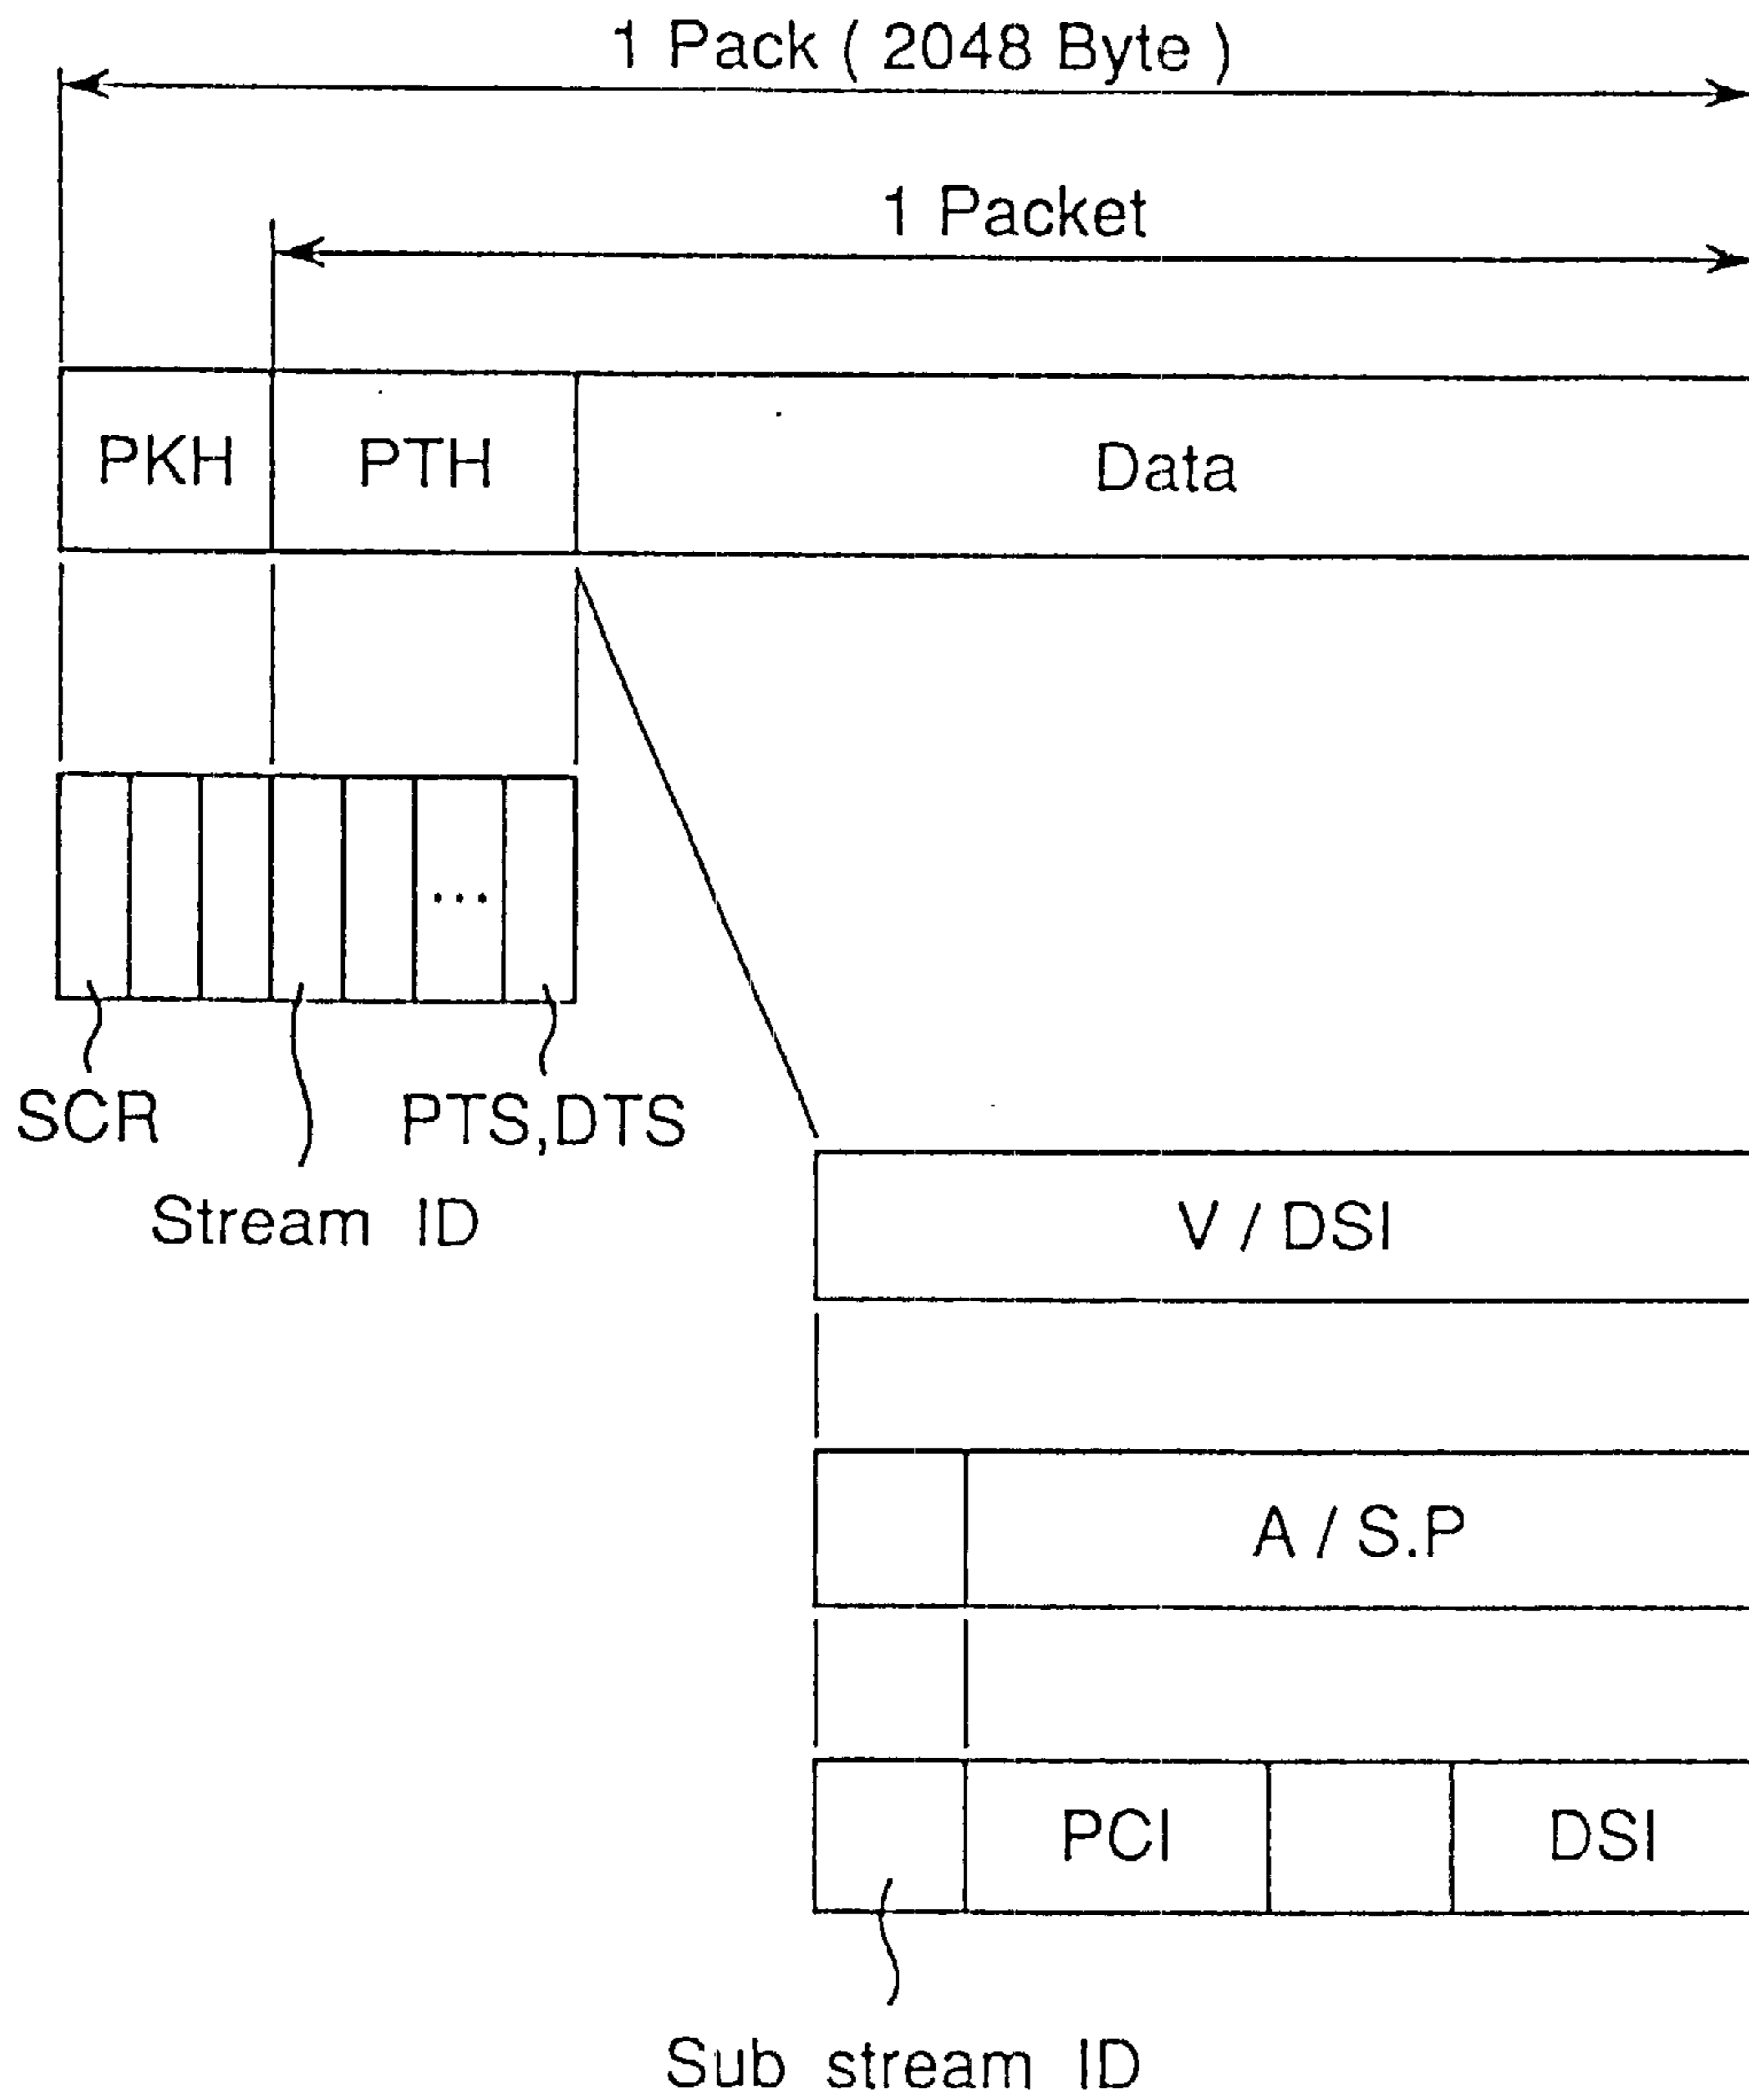 1 Pack ( 2048 Byte )
1 Packet
PKH PTH Data
...
SCR
PTS,DTS
Stream ID
V / DSI
A / S.P
PCI DSI
Sub stream ID